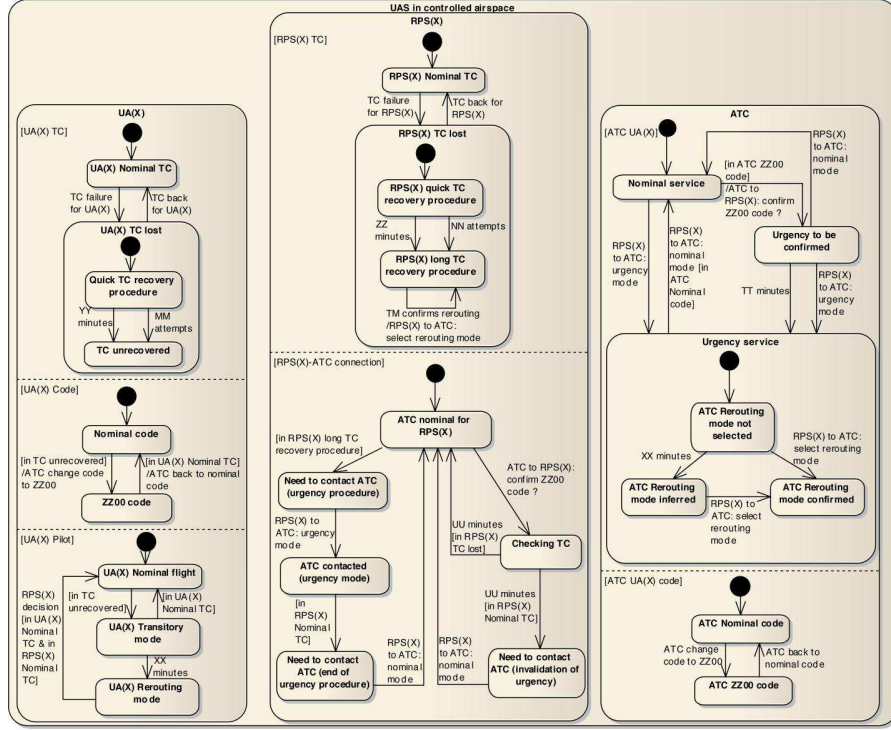 UAS in controlled airspace
UA(X)
[UA(X) TC]
UA(X) Nominal TC
TC failure
for UA(X)
TC back
for UA(X)
UA(X) TC lost
Quick TC recovery
procedure
YY
minutes
MM
attempts
TC unrecovered
[UA(X) Code]
Nominal code
[in TC unrecovered]
/ATC change code
to ZZ00
[in UA(X) Nominal TC]
/ATC back to nominal
code
ZZ00 code
[UA(X) Pilot]
UA(X) Nominal flight
RPS(X)
decision
[in UA(X)
Nominal
TC & in
RPS(X)
Nominal
TC]
[in TC
unrecovered]
[in UA(X)
Nominal TC]
UA(X) Transitory
mode
XX
minutes
UA(X) Rerouting
mode
RPS(X)
[RPS(X) TC]
RPS(X) Nominal TC
TC failure
for RPS(X)
TC back for
RPS(X)
RPS(X) TC lost
RPS(X) quick TC
recovery procedure
ZZ
minutes
NN attempts
RPS(X) long TC
recovery procedure
TM confirms rerouting
/RPS(X) to ATC:
select rerouting mode
[RPS(X)-ATC connection]
ATC nominal for
RPS(X)
[in RPS(X) long TC
recovery procedure]
Need to contact ATC
(urgency procedure)
RPS(X) to
ATC: urgency
mode
ATC contacted
(urgency mode)
[in
RPS(X)
Nominal
TC]
Need to contact
ATC (end of
urgency procedure)
RPS(X)
to ATC:
nominal
mode
ATC to RPS(X):
confirm ZZ00
code ?
UU minutes
[in RPS(X)
TC lost]
Checking TC
UU minutes
[in RPS(X)
Nominal TC]
RPS(X)
to ATC:
nominal
mode
Need to contact
ATC (invalidation of
urgency)
ATC
[ATC UA(X)]
Nominal service
[in ATC ZZ00
code]
/ATC to
RPS(X): confirm
ZZ00 code ?
RPS(X)
to ATC:
nominal
mode
Urgency to be
confirmed
RPS(X)
to ATC:
urgency
mode
RPS(X)
to ATC:
nominal
mode [in
ATC
Nominal
code]
TT minutes
RPS(X)
to ATC:
urgency
mode
Urgency service
ATC Rerouting
mode not
selected
XX minutes
RPS(X) to ATC:
select rerouting
mode
ATC Rerouting
mode inferred
ATC Rerouting
mode confirmed
RPS(X) to
ATC: select
rerouting
mode
[ATC UA(X) code]
ATC Nominal code
ATC change
code to ZZ00
ATC back to
nominal code
ATC ZZ00 code